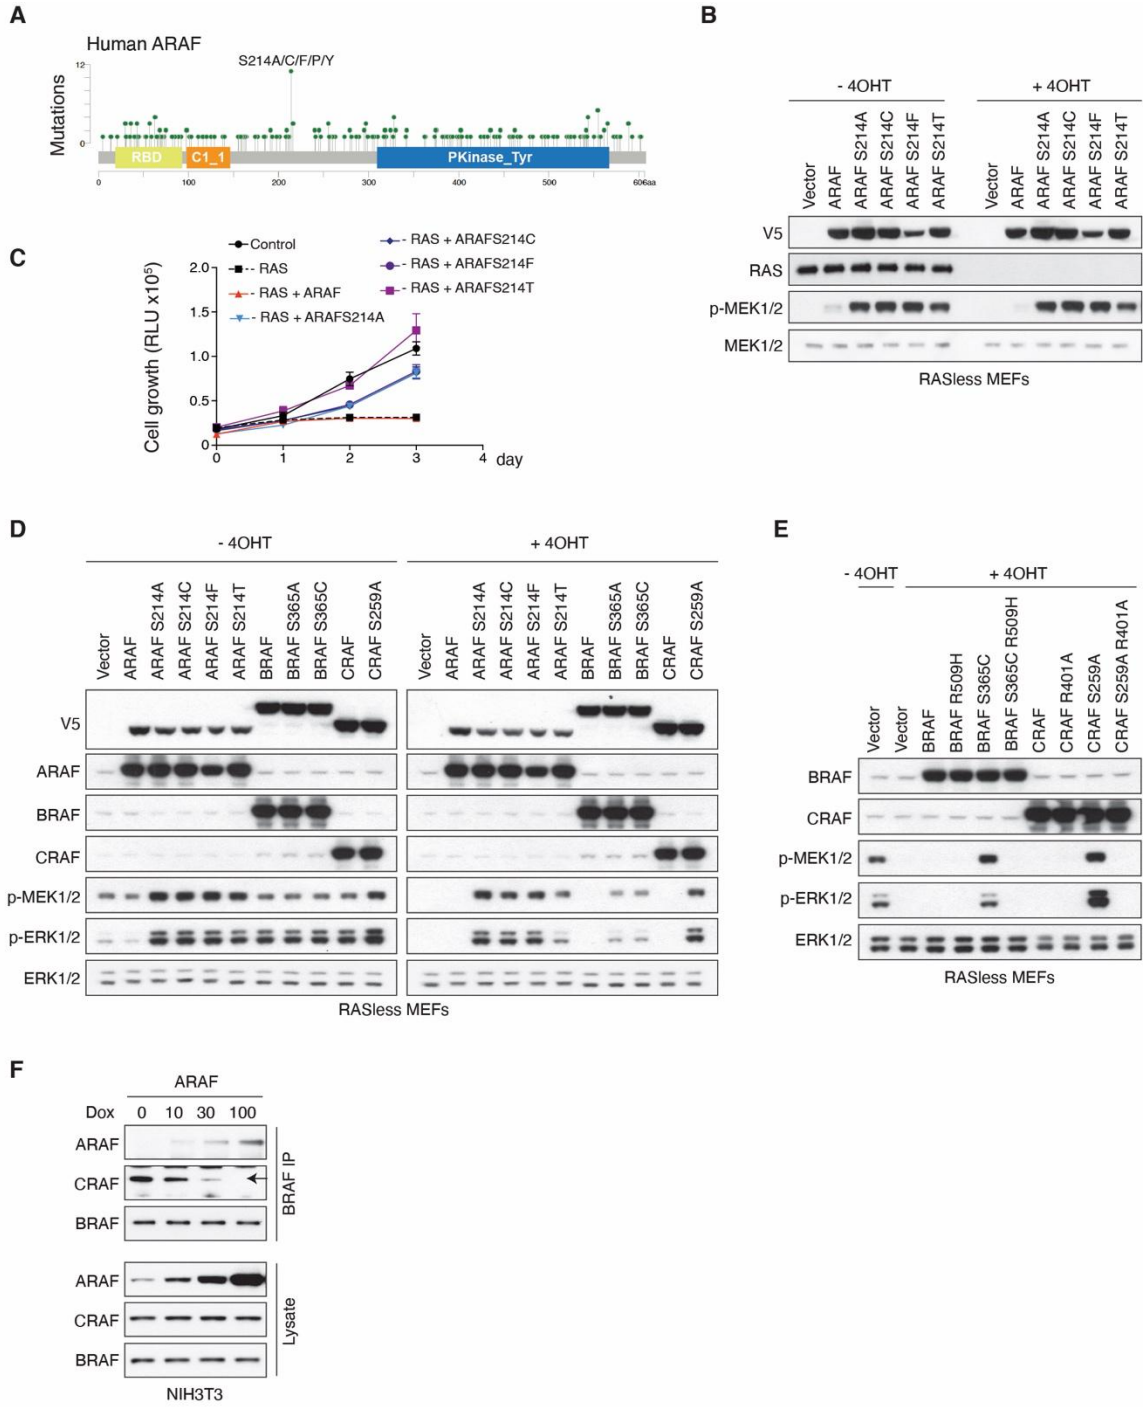 A
Human ARAF
S214A/C/F/P/Y
Mutations
12
0
RBD
C1_1
PKinase_Tyr
0 100 200 300 400 500 606aa
B
- 4OHT + 4OHT
Vector ARAF ARAF S214A ARAF S214C ARAF S214F ARAF S214T Vector ARAF ARAF S214A ARAF S214C ARAF S214F ARAF S214T
V5
RAS
p-MEK1/2
MEK1/2
RASless MEFs
C
Control
- RAS
- RAS + ARAF
- RAS + ARAFS214A
- RAS + ARAFS214C
- RAS + ARAFS214F
- RAS + ARAFS214T
Cell growth (RLU x10⁵)
2.0
1.5
1.0
0.5
0
0 1 2 3 4 day
D
- 4OHT + 4OHT
Vector ARAF ARAF S214A ARAF S214C ARAF S214F ARAF S214T BRAF BRAF S365A BRAF S365C CRAF CRAF S259A Vector ARAF ARAF S214A ARAF S214C ARAF S214F ARAF S214T BRAF BRAF S365A BRAF S365C CRAF CRAF S259A
V5
ARAF
BRAF
CRAF
p-MEK1/2
p-ERK1/2
ERK1/2
RASless MEFs
E
- 4OHT + 4OHT
Vector Vector BRAF BRAF R509H BRAF S365C BRAF S365C R509H CRAF CRAF R401A CRAF S259A CRAF S259A R401A
BRAF
CRAF
p-MEK1/2
p-ERK1/2
ERK1/2
RASless MEFs
F
ARAF
Dox 0 10 30 100
ARAF
CRAF
BRAF
BRAF IP
ARAF
CRAF
BRAF
Lysate
NIH3T3